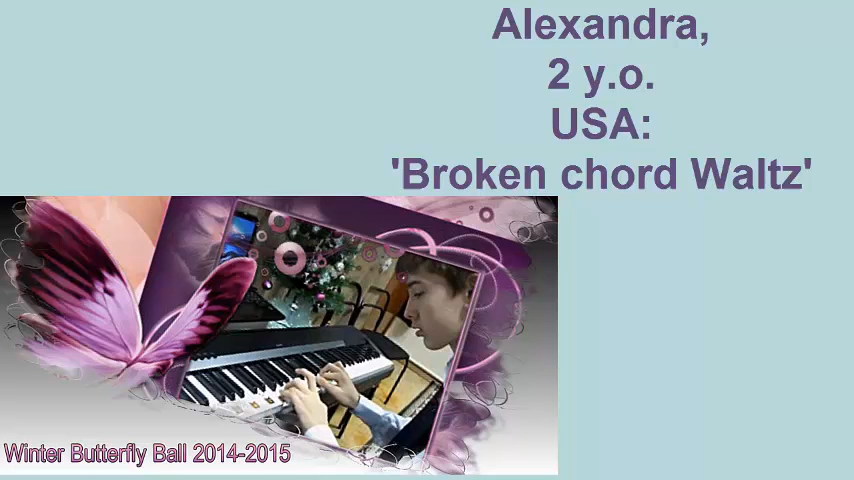 Alexandra,
2 y.o.
USA:
'Broken chord Waltz'
Winter Butterfly Ball 2014-2015